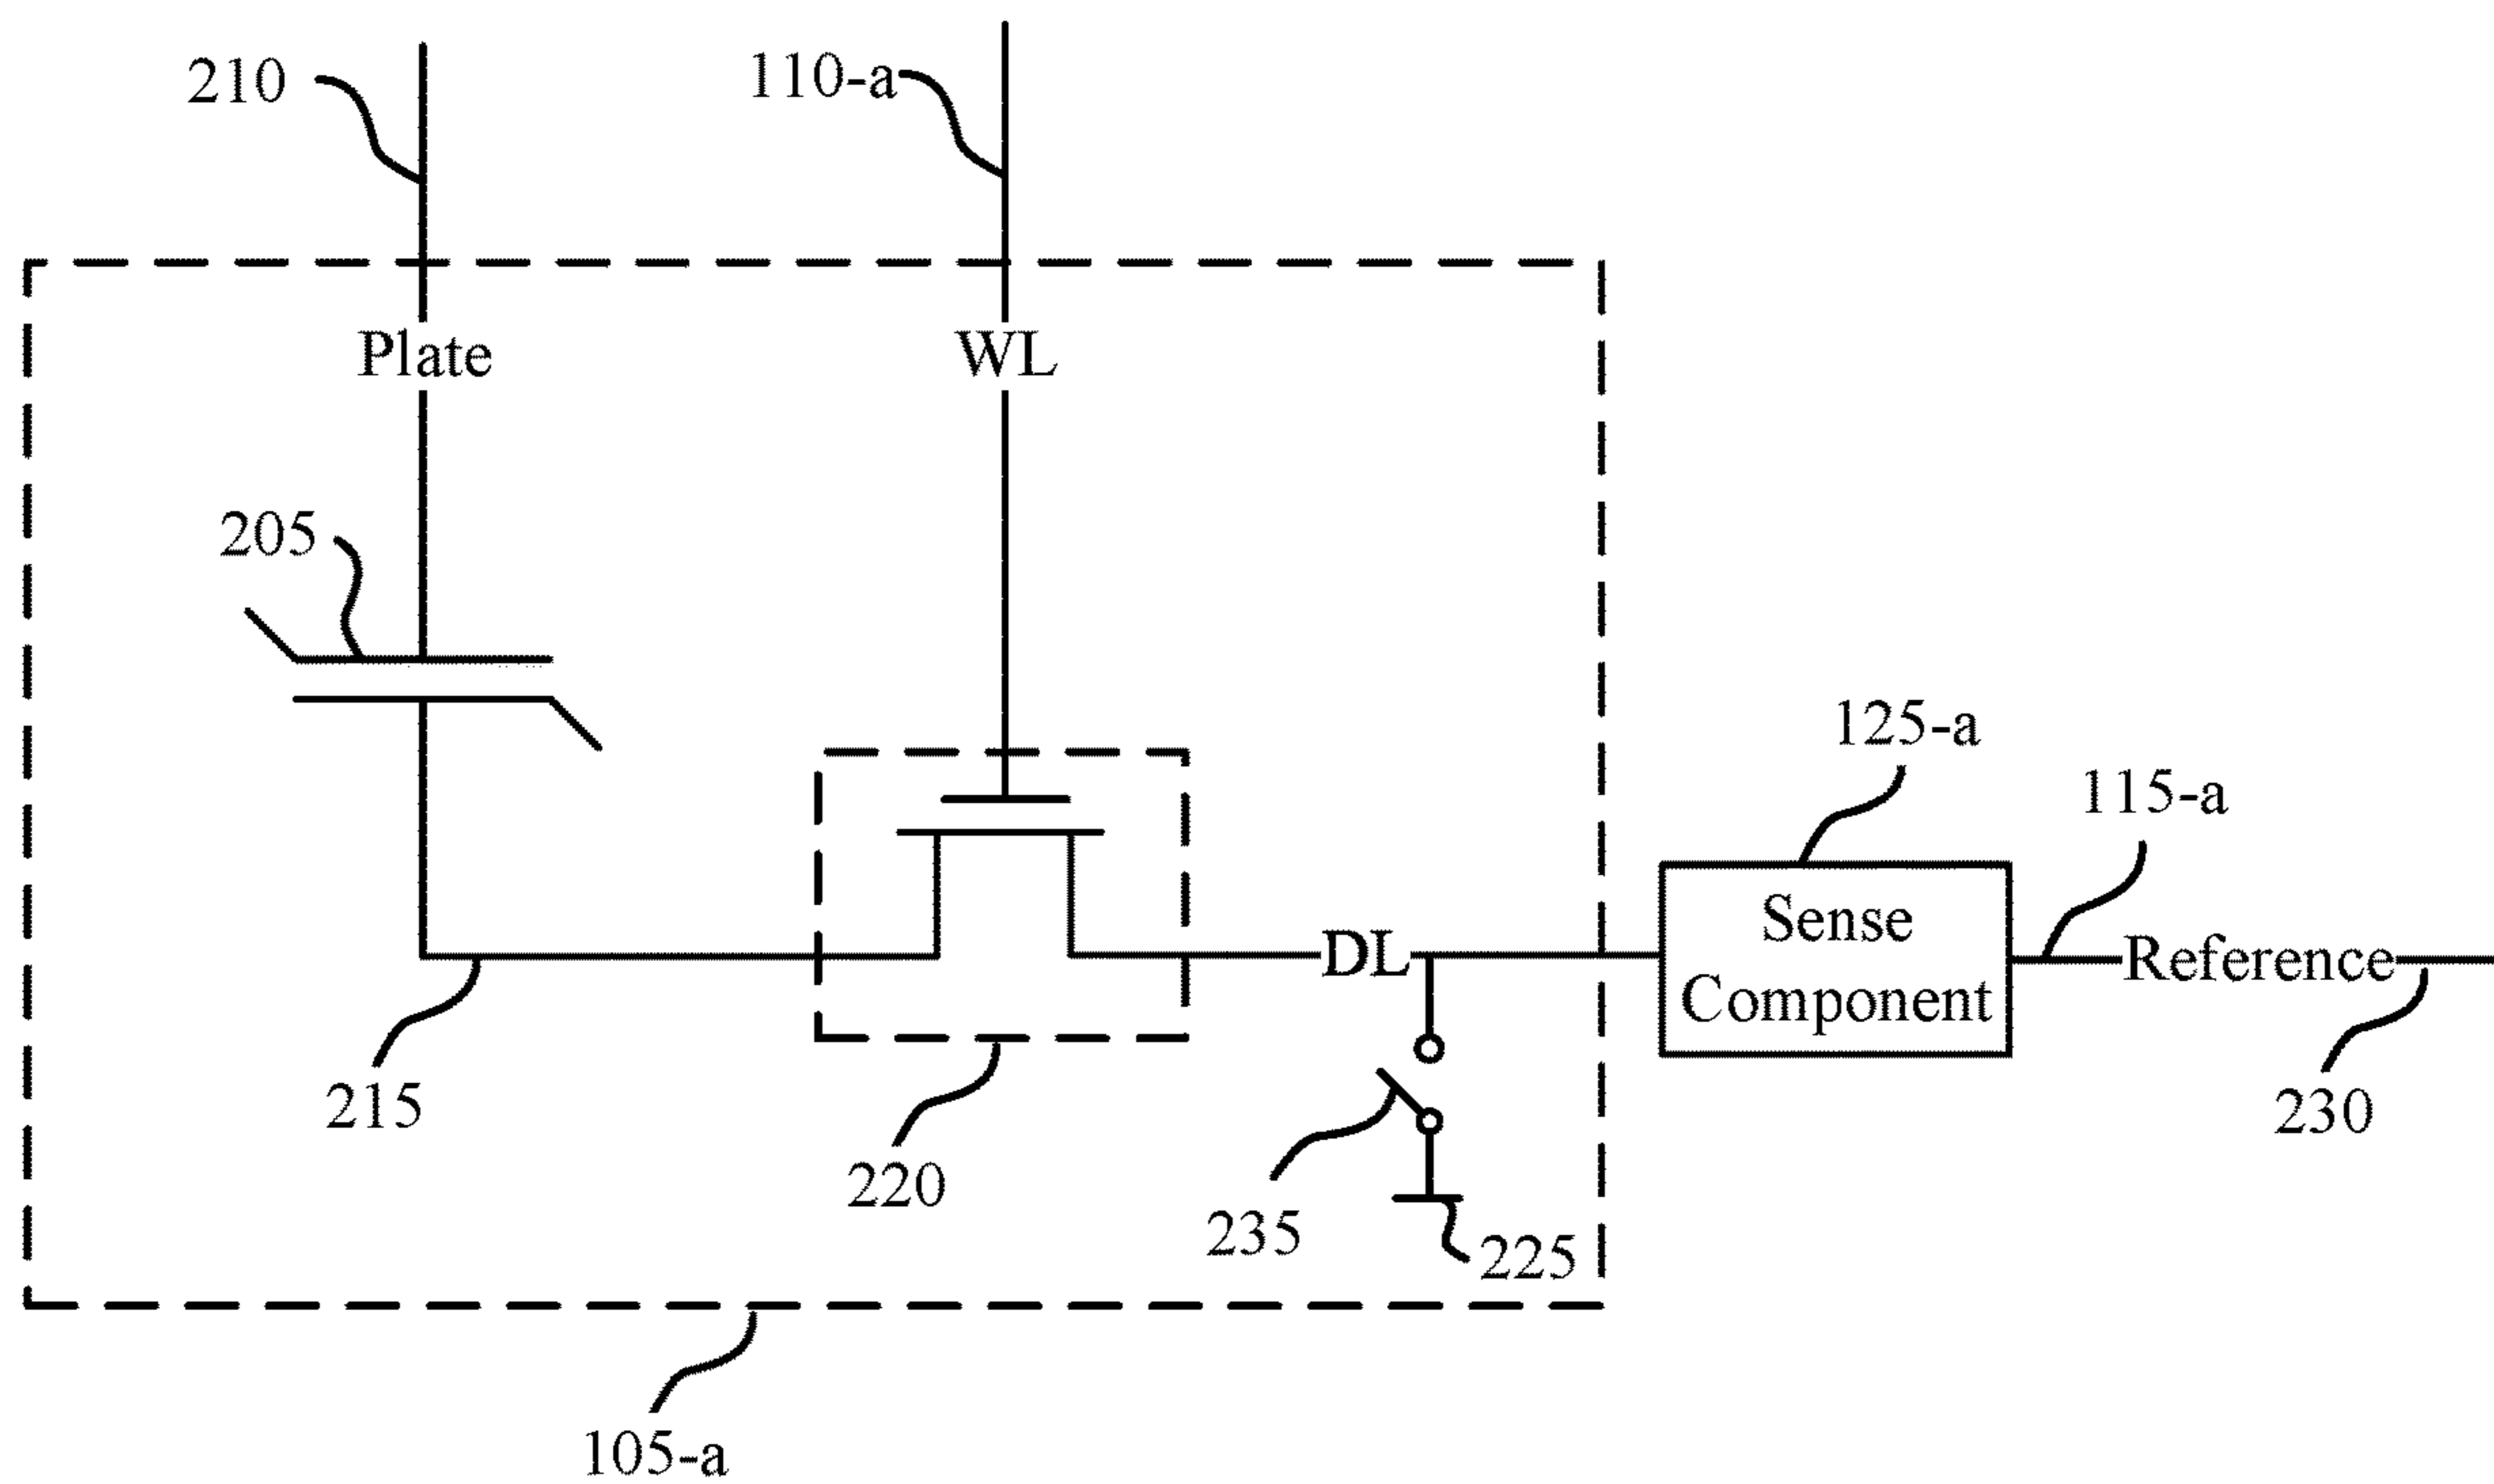 210
110-a
Plate
WL
205
125-a
115-a
Sense
Component
DL
Reference
215
220
235
225
230
105-a